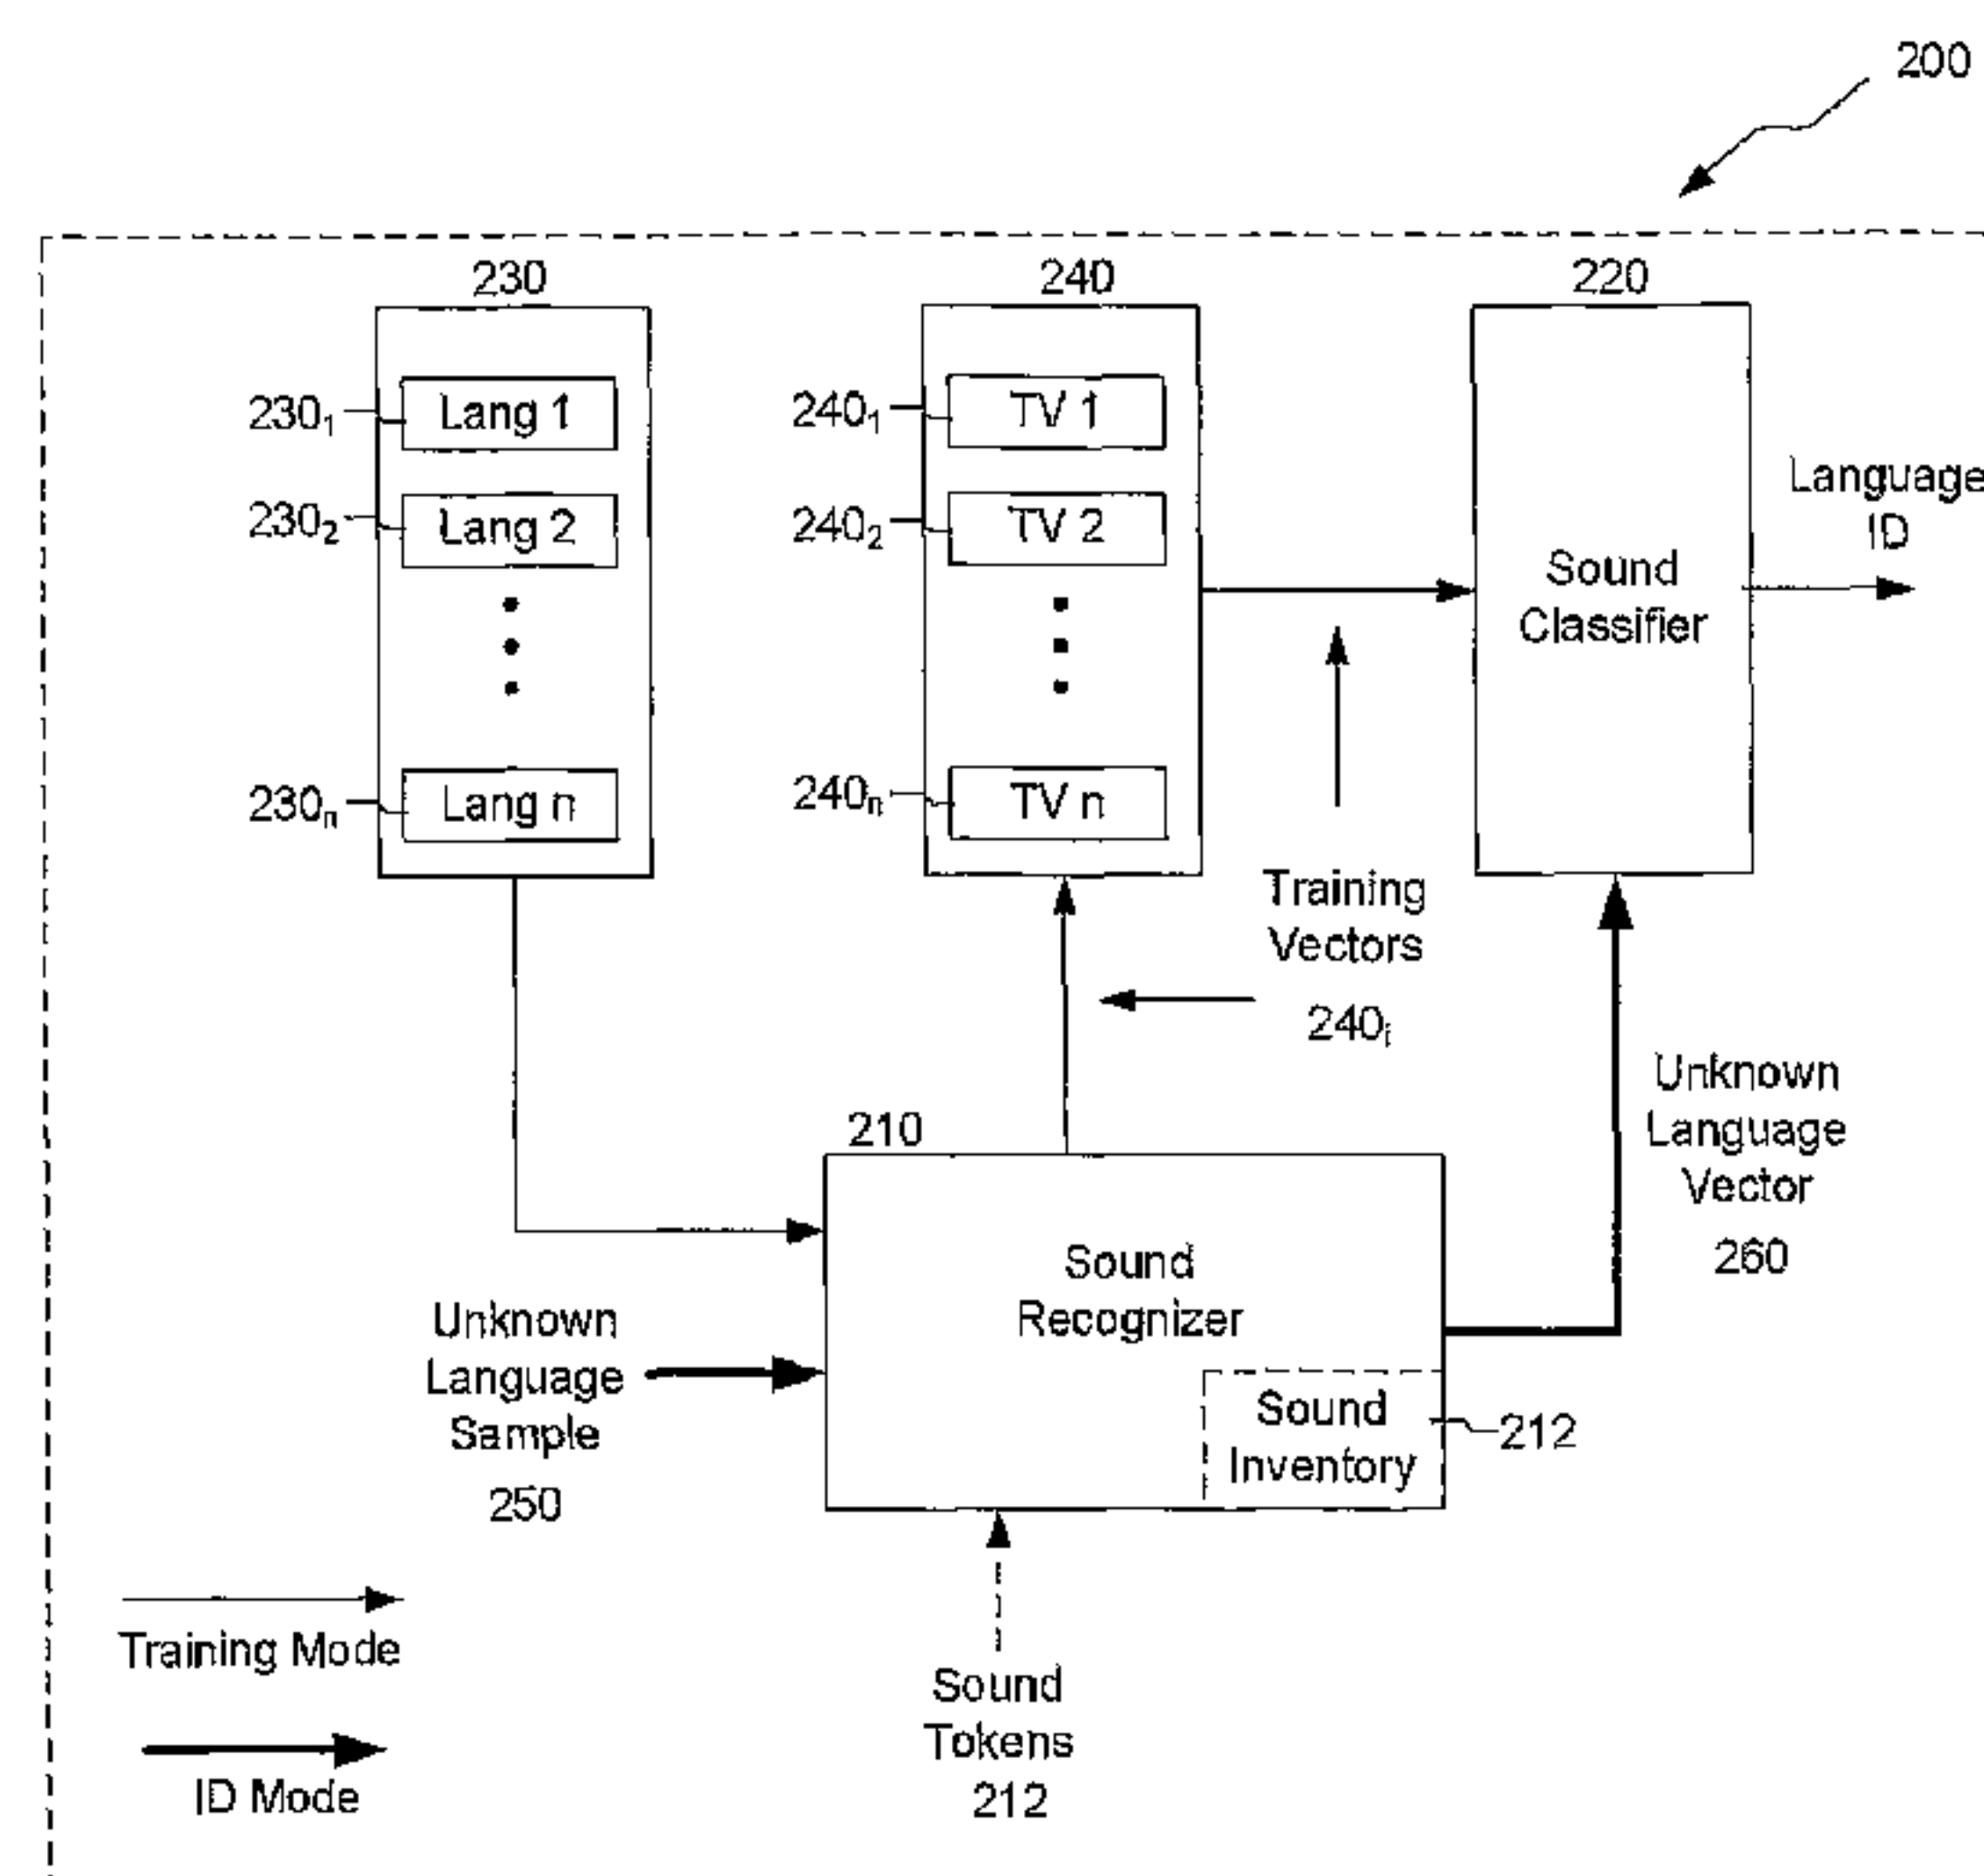 200
230
240
220
230₁
Lang 1
240₁
TV 1
230₂
Lang 2
240₂
TV 2
Language
ID
Sound
Classifier
230ₙ
Lang n
240ₙ
TV n
Training
Vectors
240ᵢ
210
Unknown
Language
Vector
260
Sound
Recognizer
Unknown
Language
Sample
250
Sound
Inventory
212
Training Mode
ID Mode
Sound
Tokens
212